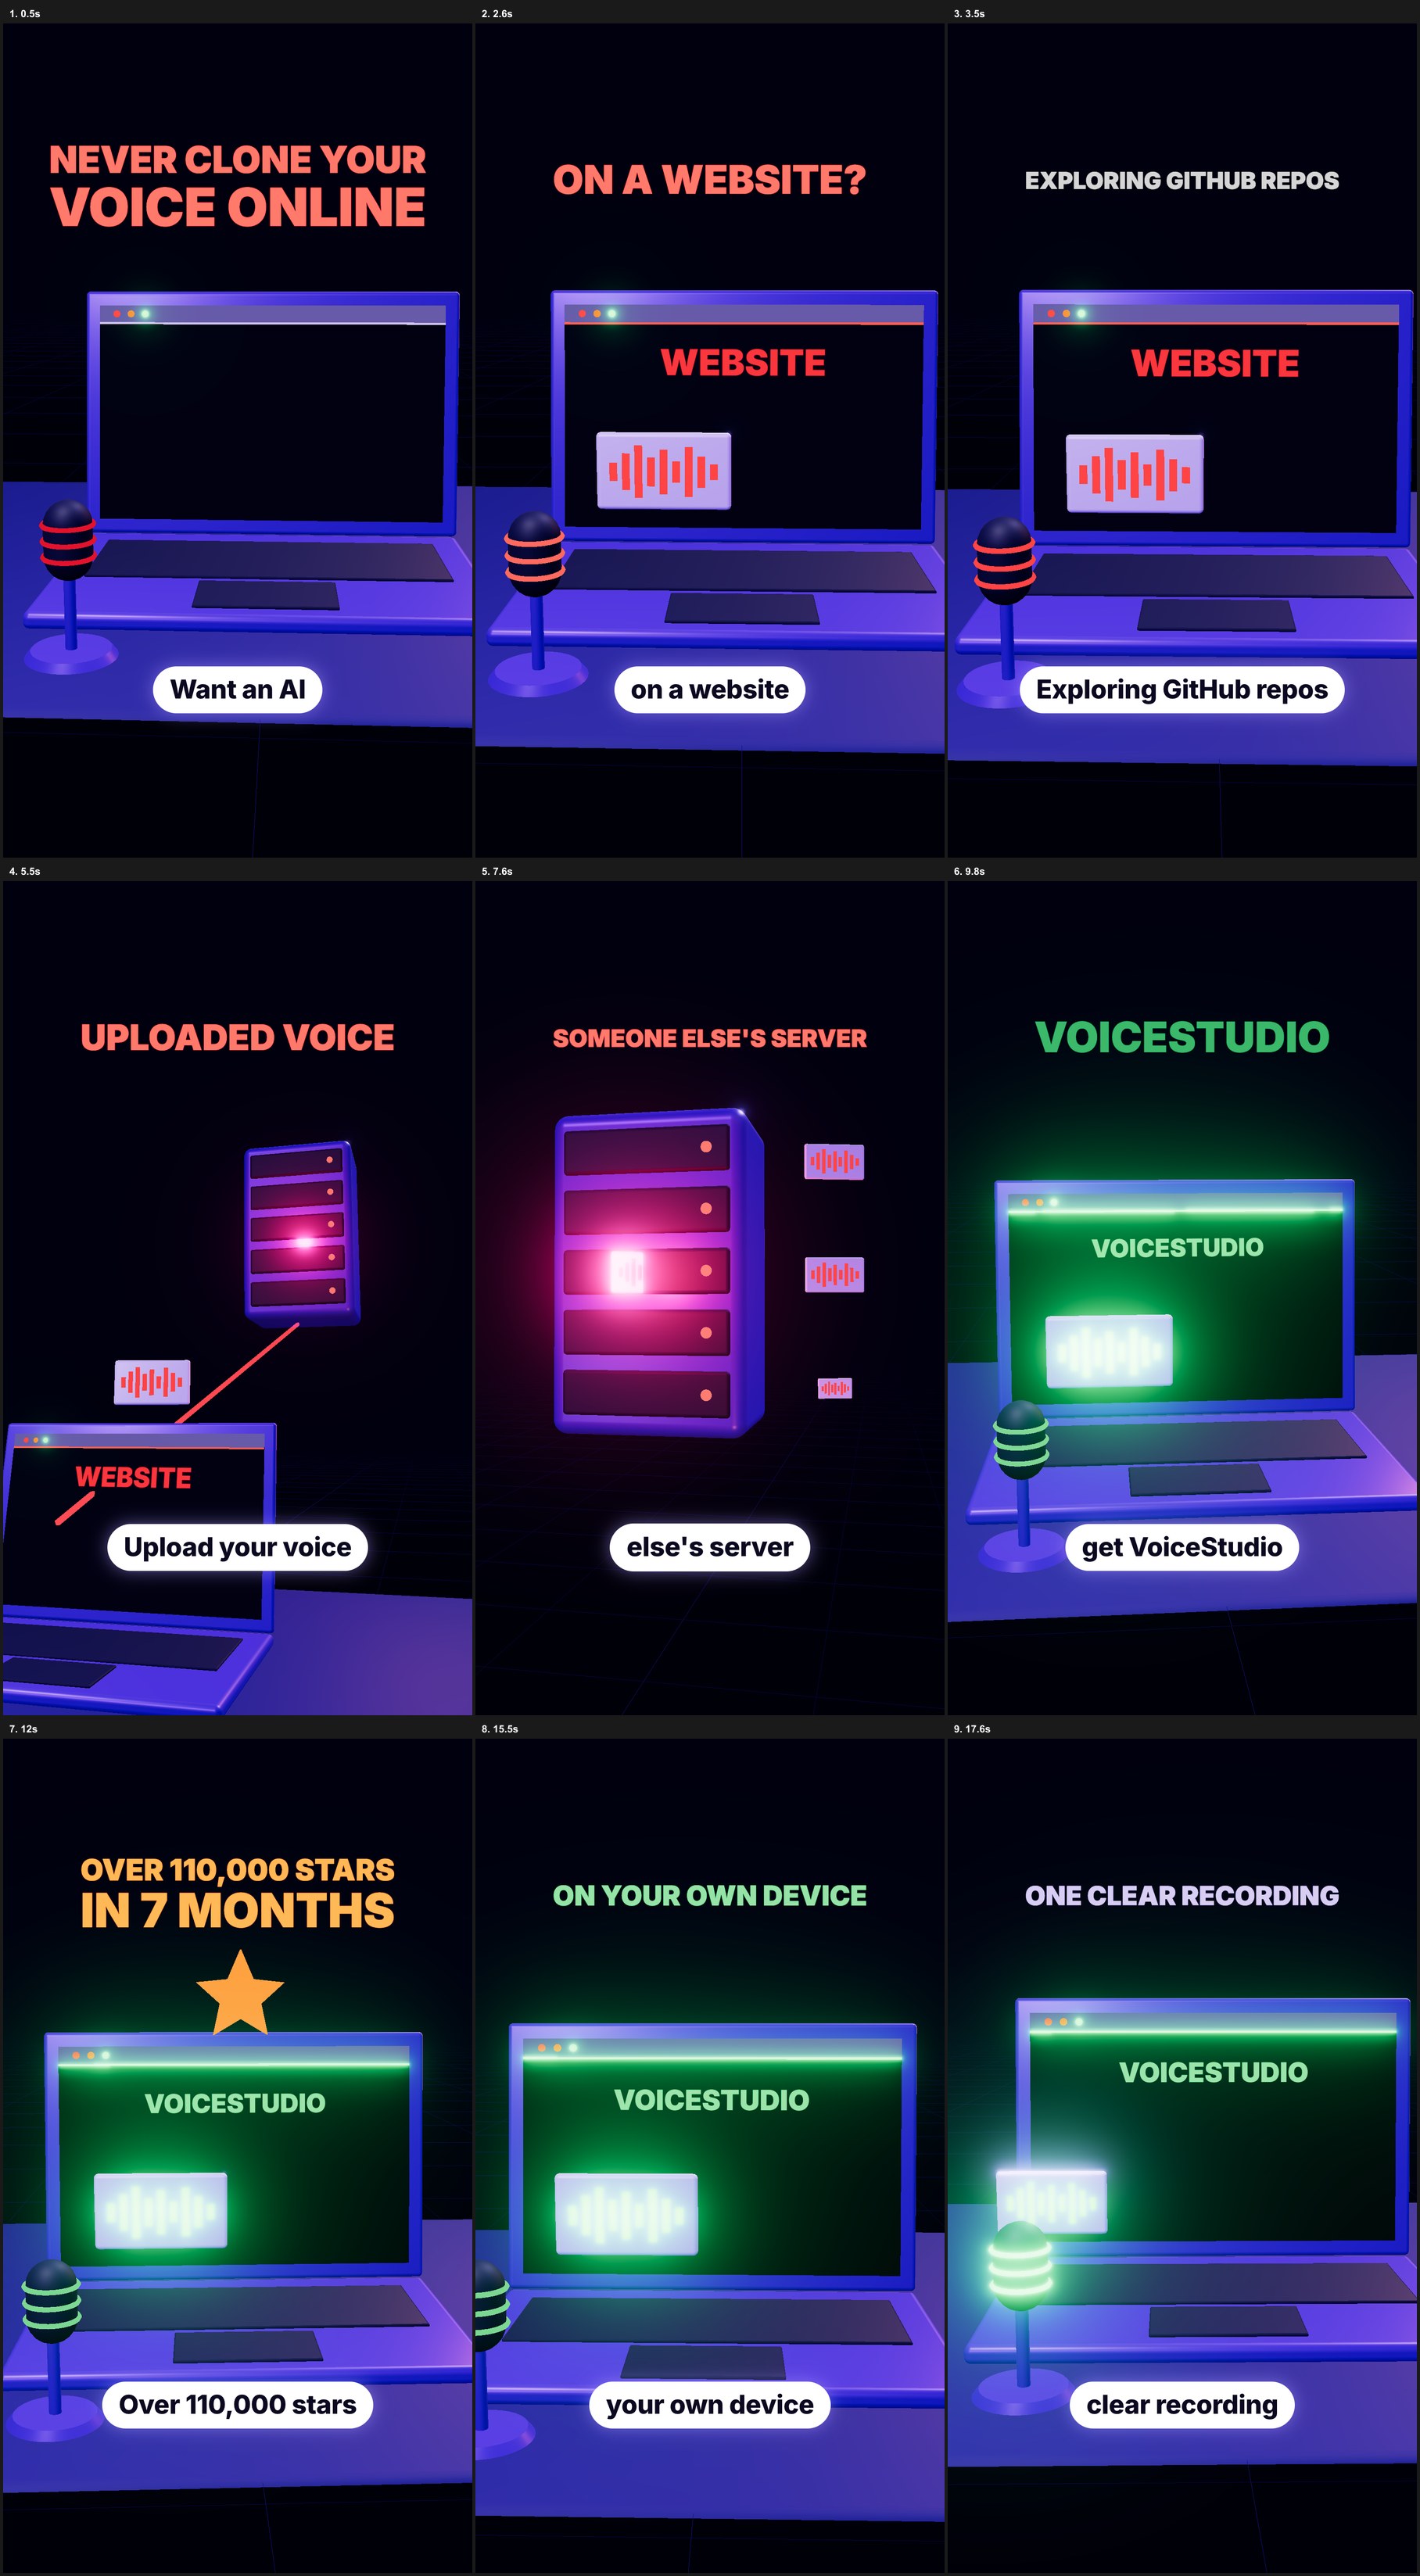 1. 0.5s
NEVER CLONE YOUR
VOICE ONLINE
Want an AI
2. 2.6s
ON A WEBSITE?
WEBSITE
on a website
3. 3.5s
EXPLORING GITHUB REPOS
WEBSITE
Exploring GitHub repos
4. 5.5s
UPLOADED VOICE
WEBSITE
Upload your voice
5. 7.6s
SOMEONE ELSE'S SERVER
else's server
6. 9.8s
VOICESTUDIO
VOICESTUDIO
get VoiceStudio
7. 12s
OVER 110,000 STARS
IN 7 MONTHS
VOICESTUDIO
Over 110,000 stars
8. 15.5s
ON YOUR OWN DEVICE
VOICESTUDIO
your own device
9. 17.6s
ONE CLEAR RECORDING
VOICESTUDIO
clear recording